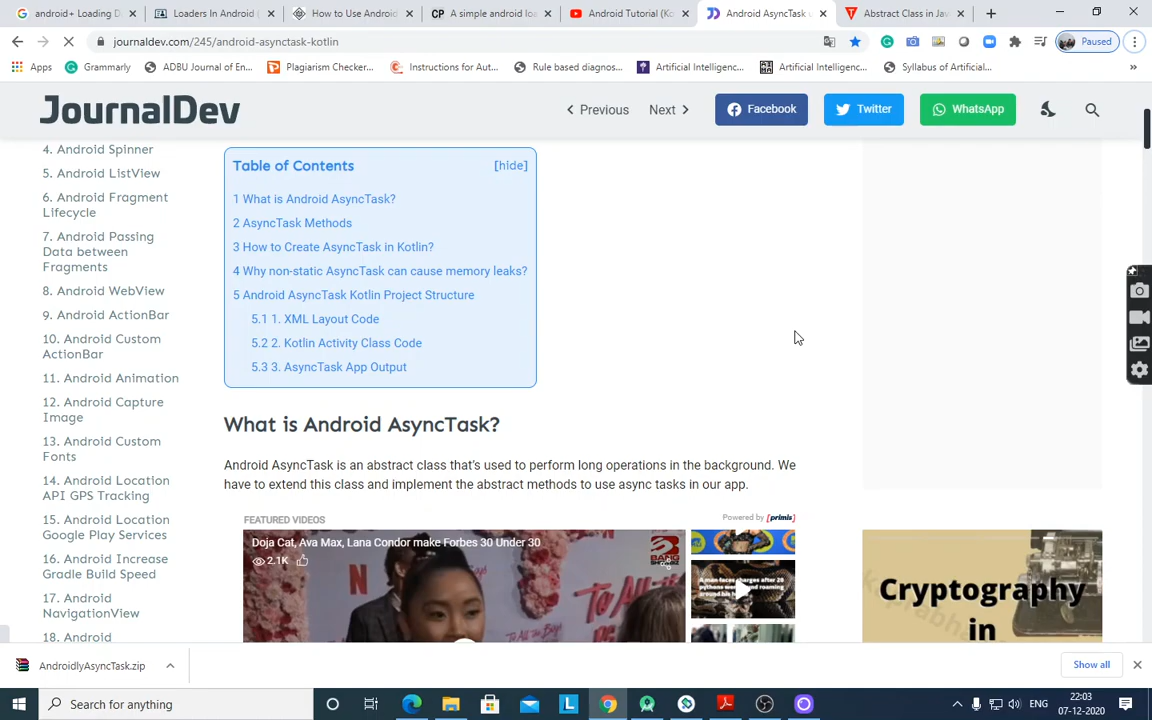 android+ Loading D
Loaders In Android (
How to Use Android
CP
A simple android loa
Android Tutorial (Ko
Android AsyncTask u
Abstract Class in Jav
journaldev.com/245/android-asynctask-kotlin
Paused
Apps
Grammarly
ADBU Journal of En...
Plagiarism Checker...
Instructions for Aut...
Rule based diagnos...
Artificial Intelligenc...
Artificial Intelligenc...
Syllabus of Artificial...
JournalDev
Previous
Next
Facebook
Twitter
WhatsApp
4. Android Spinner
5. Android ListView
6. Android Fragment
Lifecycle
7. Android Passing
Data between
Fragments
8. Android WebView
9. Android ActionBar
10. Android Custom
ActionBar
11. Android Animation
12. Android Capture
Image
13. Android Custom
Fonts
14. Android Location
API GPS Tracking
15. Android Location
Google Play Services
16. Android Increase
Gradle Build Speed
17. Android
NavigationView
18. Android
Table of Contents [hide]
1 What is Android AsyncTask?
2 AsyncTask Methods
3 How to Create AsyncTask in Kotlin?
4 Why non-static AsyncTask can cause memory leaks?
5 Android AsyncTask Kotlin Project Structure
5.1 1. XML Layout Code
5.2 2. Kotlin Activity Class Code
5.3 3. AsyncTask App Output
What is Android AsyncTask?
Android AsyncTask is an abstract class that's used to perform long operations in the background. We
have to extend this class and implement the abstract methods to use async tasks in our app.
FEATURED VIDEOS
Powered by [primis]
Doja Cat, Ava Max, Lana Condor make Forbes 30 Under 30
2.1K
Cryptography
in
AndroidlyAsyncTask.zip
Show all
Type here to search
ENG
22:03
07-12-2020